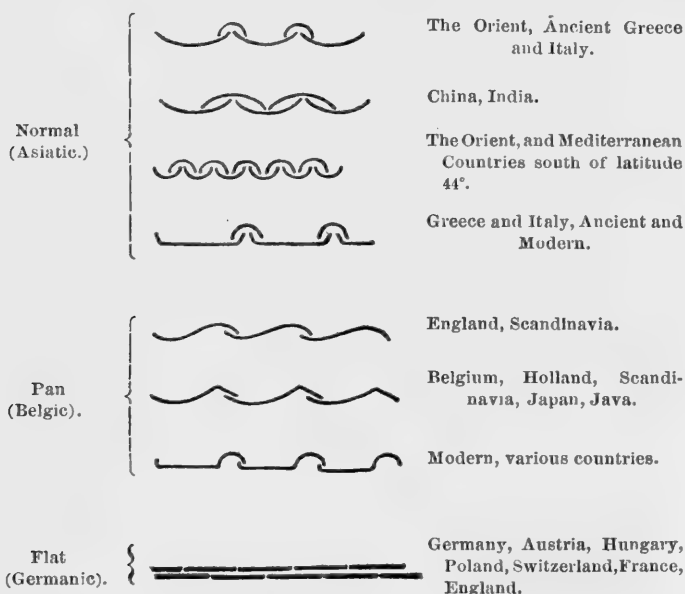 The Orient, Ancient Greece
and Italy.
China, India.
Normal
(Asiatic.)
The Orient, and Mediterranean
Countries south of latitude
44°.
Greece and Italy, Ancient and
Modern.
England, Scandinavia.
Pan
(Belgic).
Belgium, Holland, Scandi-
navia, Japan, Java.
Modern, various countries.
Flat
(Germanic).
Germany, Austria, Hungary,
Poland, Switzerland, France,
England.